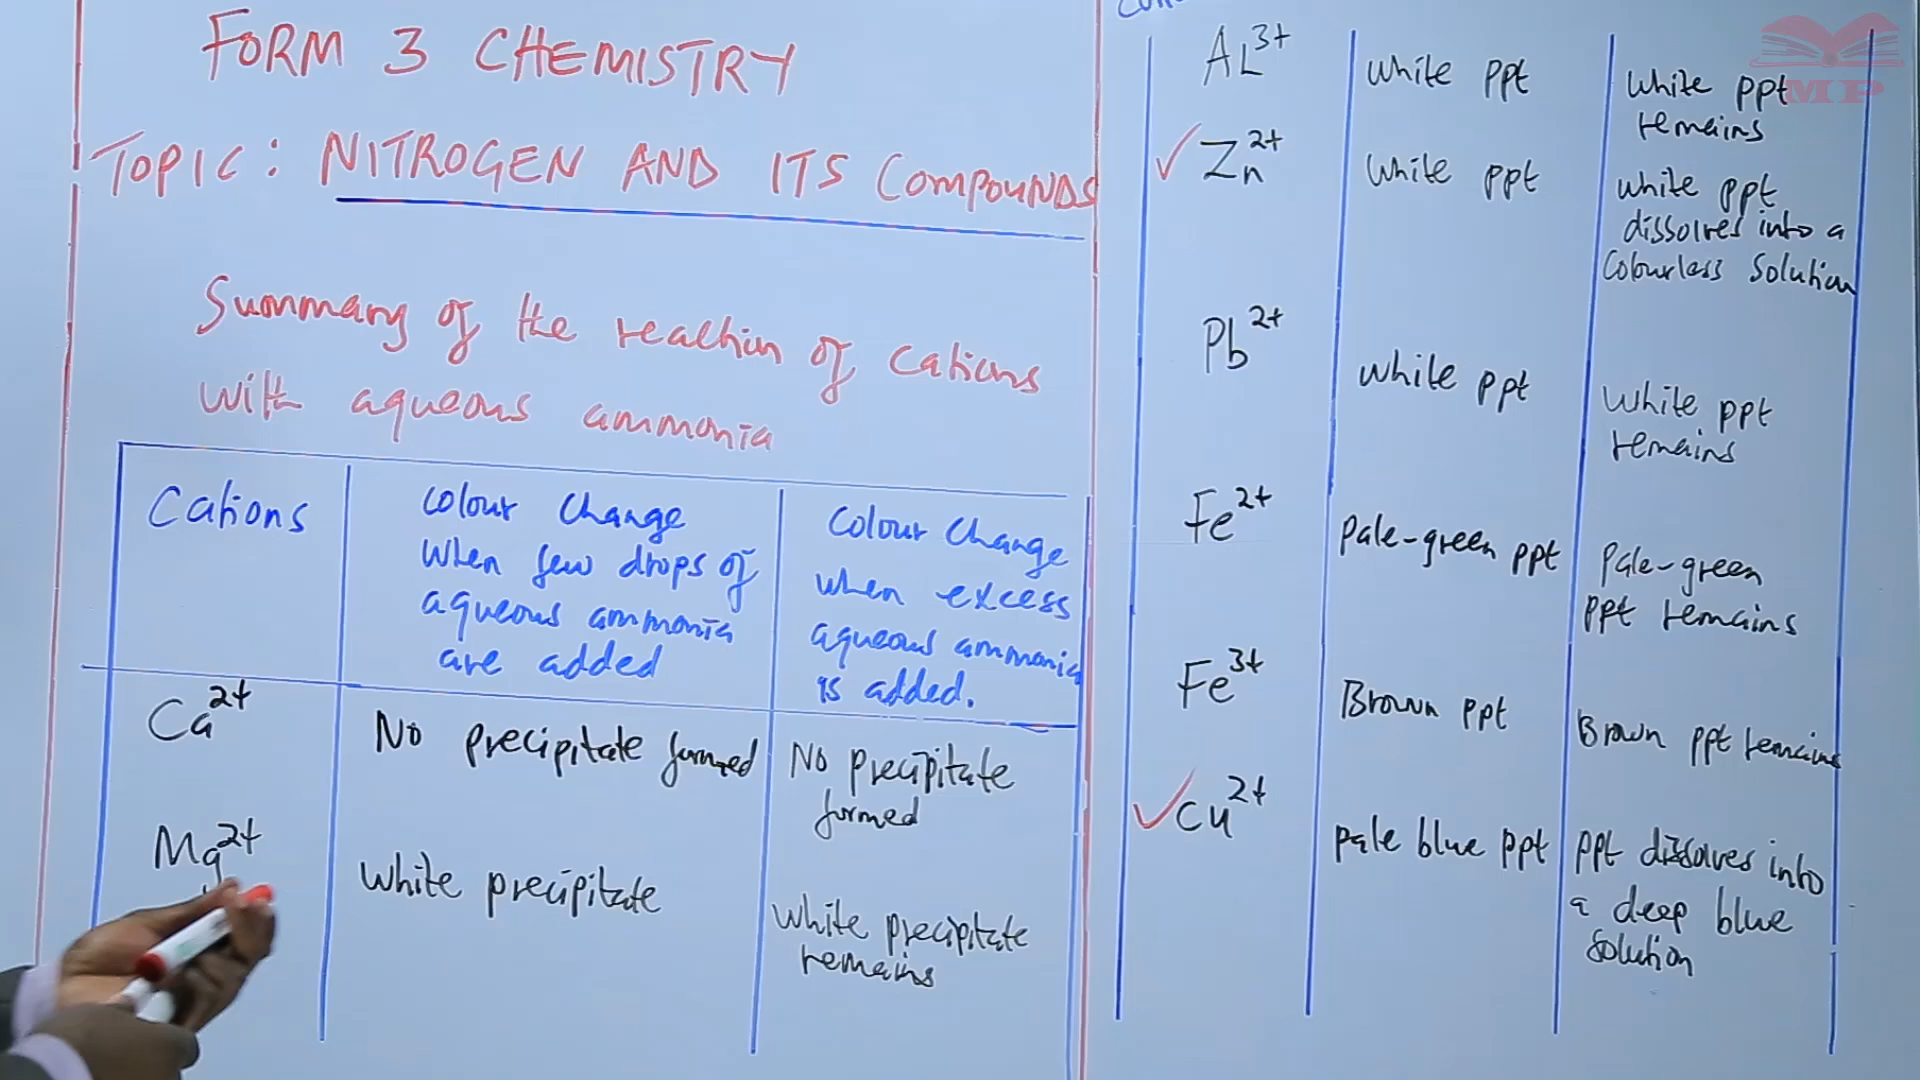 FORM 3 CHEMISTRY
TOPIC: NITROGEN AND ITS COMPOUNDS
Summary of the reaction of cations
with aqueous ammonia
Cations
Colour Change
when few drops of
aqueous ammonia
are added
Colour Change
when excess
aqueous ammonia
is added.
Ca2+
No precipitate formed
No precipitate
formed
Mg2+
White precipitate
White precipitate
remains
AL3+
White ppt
White ppt
remains
✓ Zn2+
White ppt
White ppt
dissolves into a
Colourless Solution
Pb2+
White ppt
White ppt
remains
Fe2+
Pale-green ppt
Pale-green
ppt remains
Fe3+
Brown ppt
Brown ppt remains
✓ Cu2+
Pale blue ppt
ppt dissolves into
a deep blue
Solution
MP